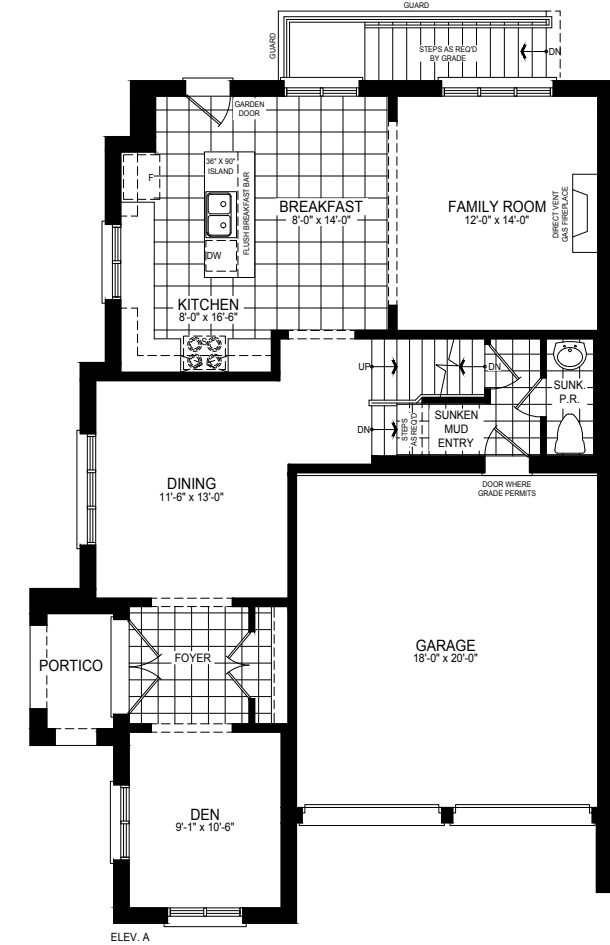 GUARD
GUARD
STEPS AS REQ'D
BY GRADE
DN
GARDEN
DOOR
36" X 90"
ISLAND
F
FLUSH BREAKFAST BAR
DW
BREAKFAST
8'-0" x 14'-0"
FAMILY ROOM
12'-0" x 14'-0"
DIRECT VENT
GAS FIREPLACE
KITCHEN
8'-0" x 16'-6"
UP
DN
SUNK.
P.R.
DN
STEPS
AS REQ'D
SUNKEN
MUD
ENTRY
DINING
11'-6" x 13'-0"
DOOR WHERE
GRADE PERMITS
PORTICO
FOYER
GARAGE
18'-0" x 20'-0"
DEN
9'-1" x 10'-6"
ELEV. A